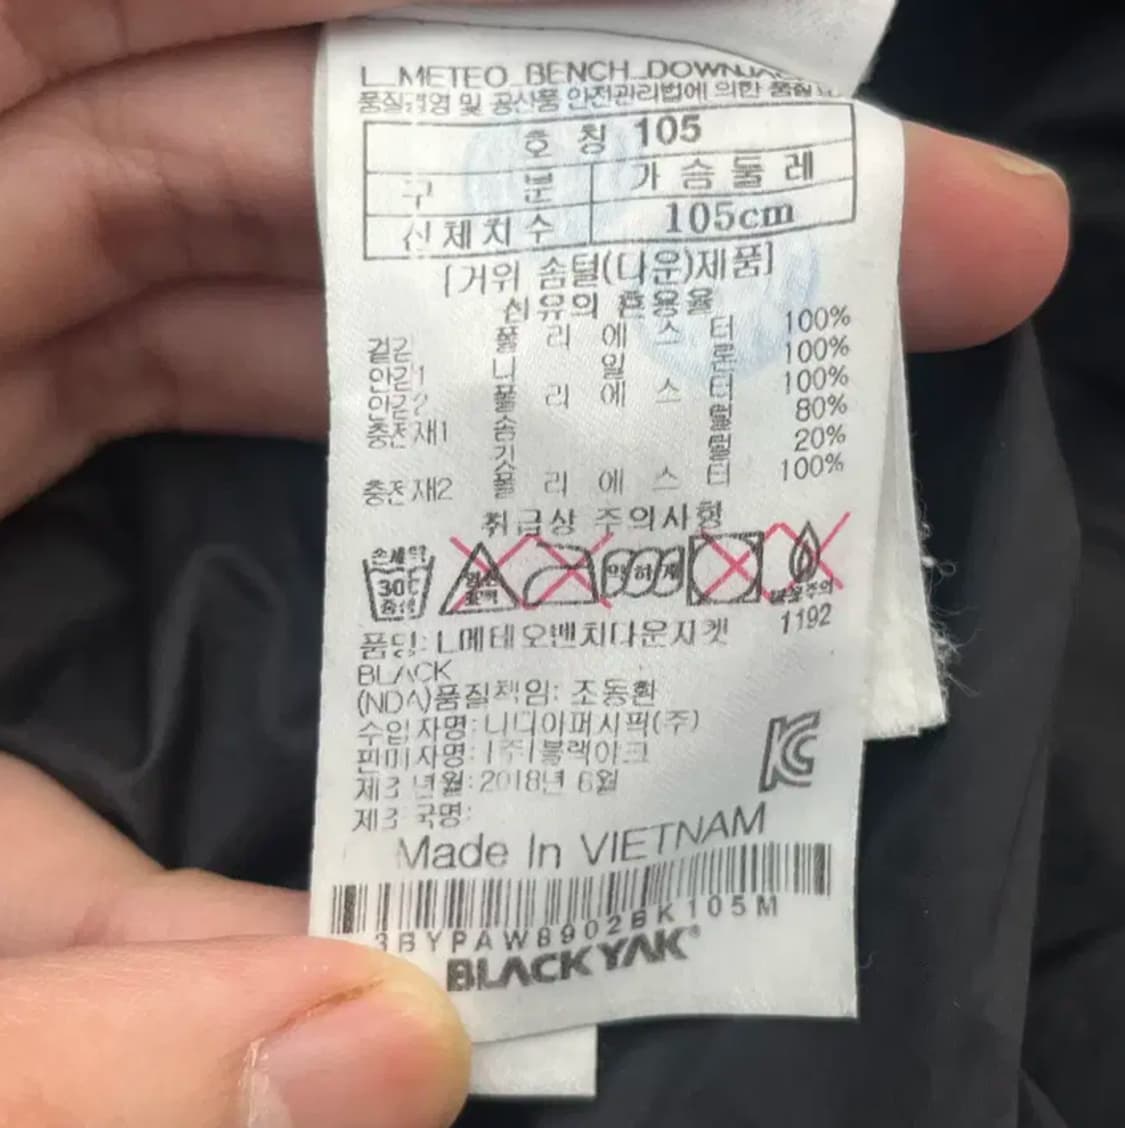 L_METEO_BENCH_DOWNJAC
품질경영 및 공산품 안전관리법에 의한 품질
호 칭 105
구 분 가 슴 둘 레
신체치수 105cm
[거위 솜털(다운)제품]
섬유의 혼용율
겉감 폴 리 에 스 터 100%
안감1 나 일 론 100%
안감2 폴 리 에 스 터 100%
충전재1 솜 털 80%
깃 털 20%
충전재2 폴 리 에 스 터 100%
취급상 주의사항
손세탁
30℃
중성
염소
표백
약하게
불꽃주의
품명: L메테오벤치다운자켓 1192
BLACK
(NDA)품질책임: 조동환
수입자명: 나디아퍼시픽(주)
판매자명: (주)블랙야크
제조년월: 2018년 6월
제조국명:
Made In VIETNAM
3BYPAW8902BK105M
BLACKYAK®